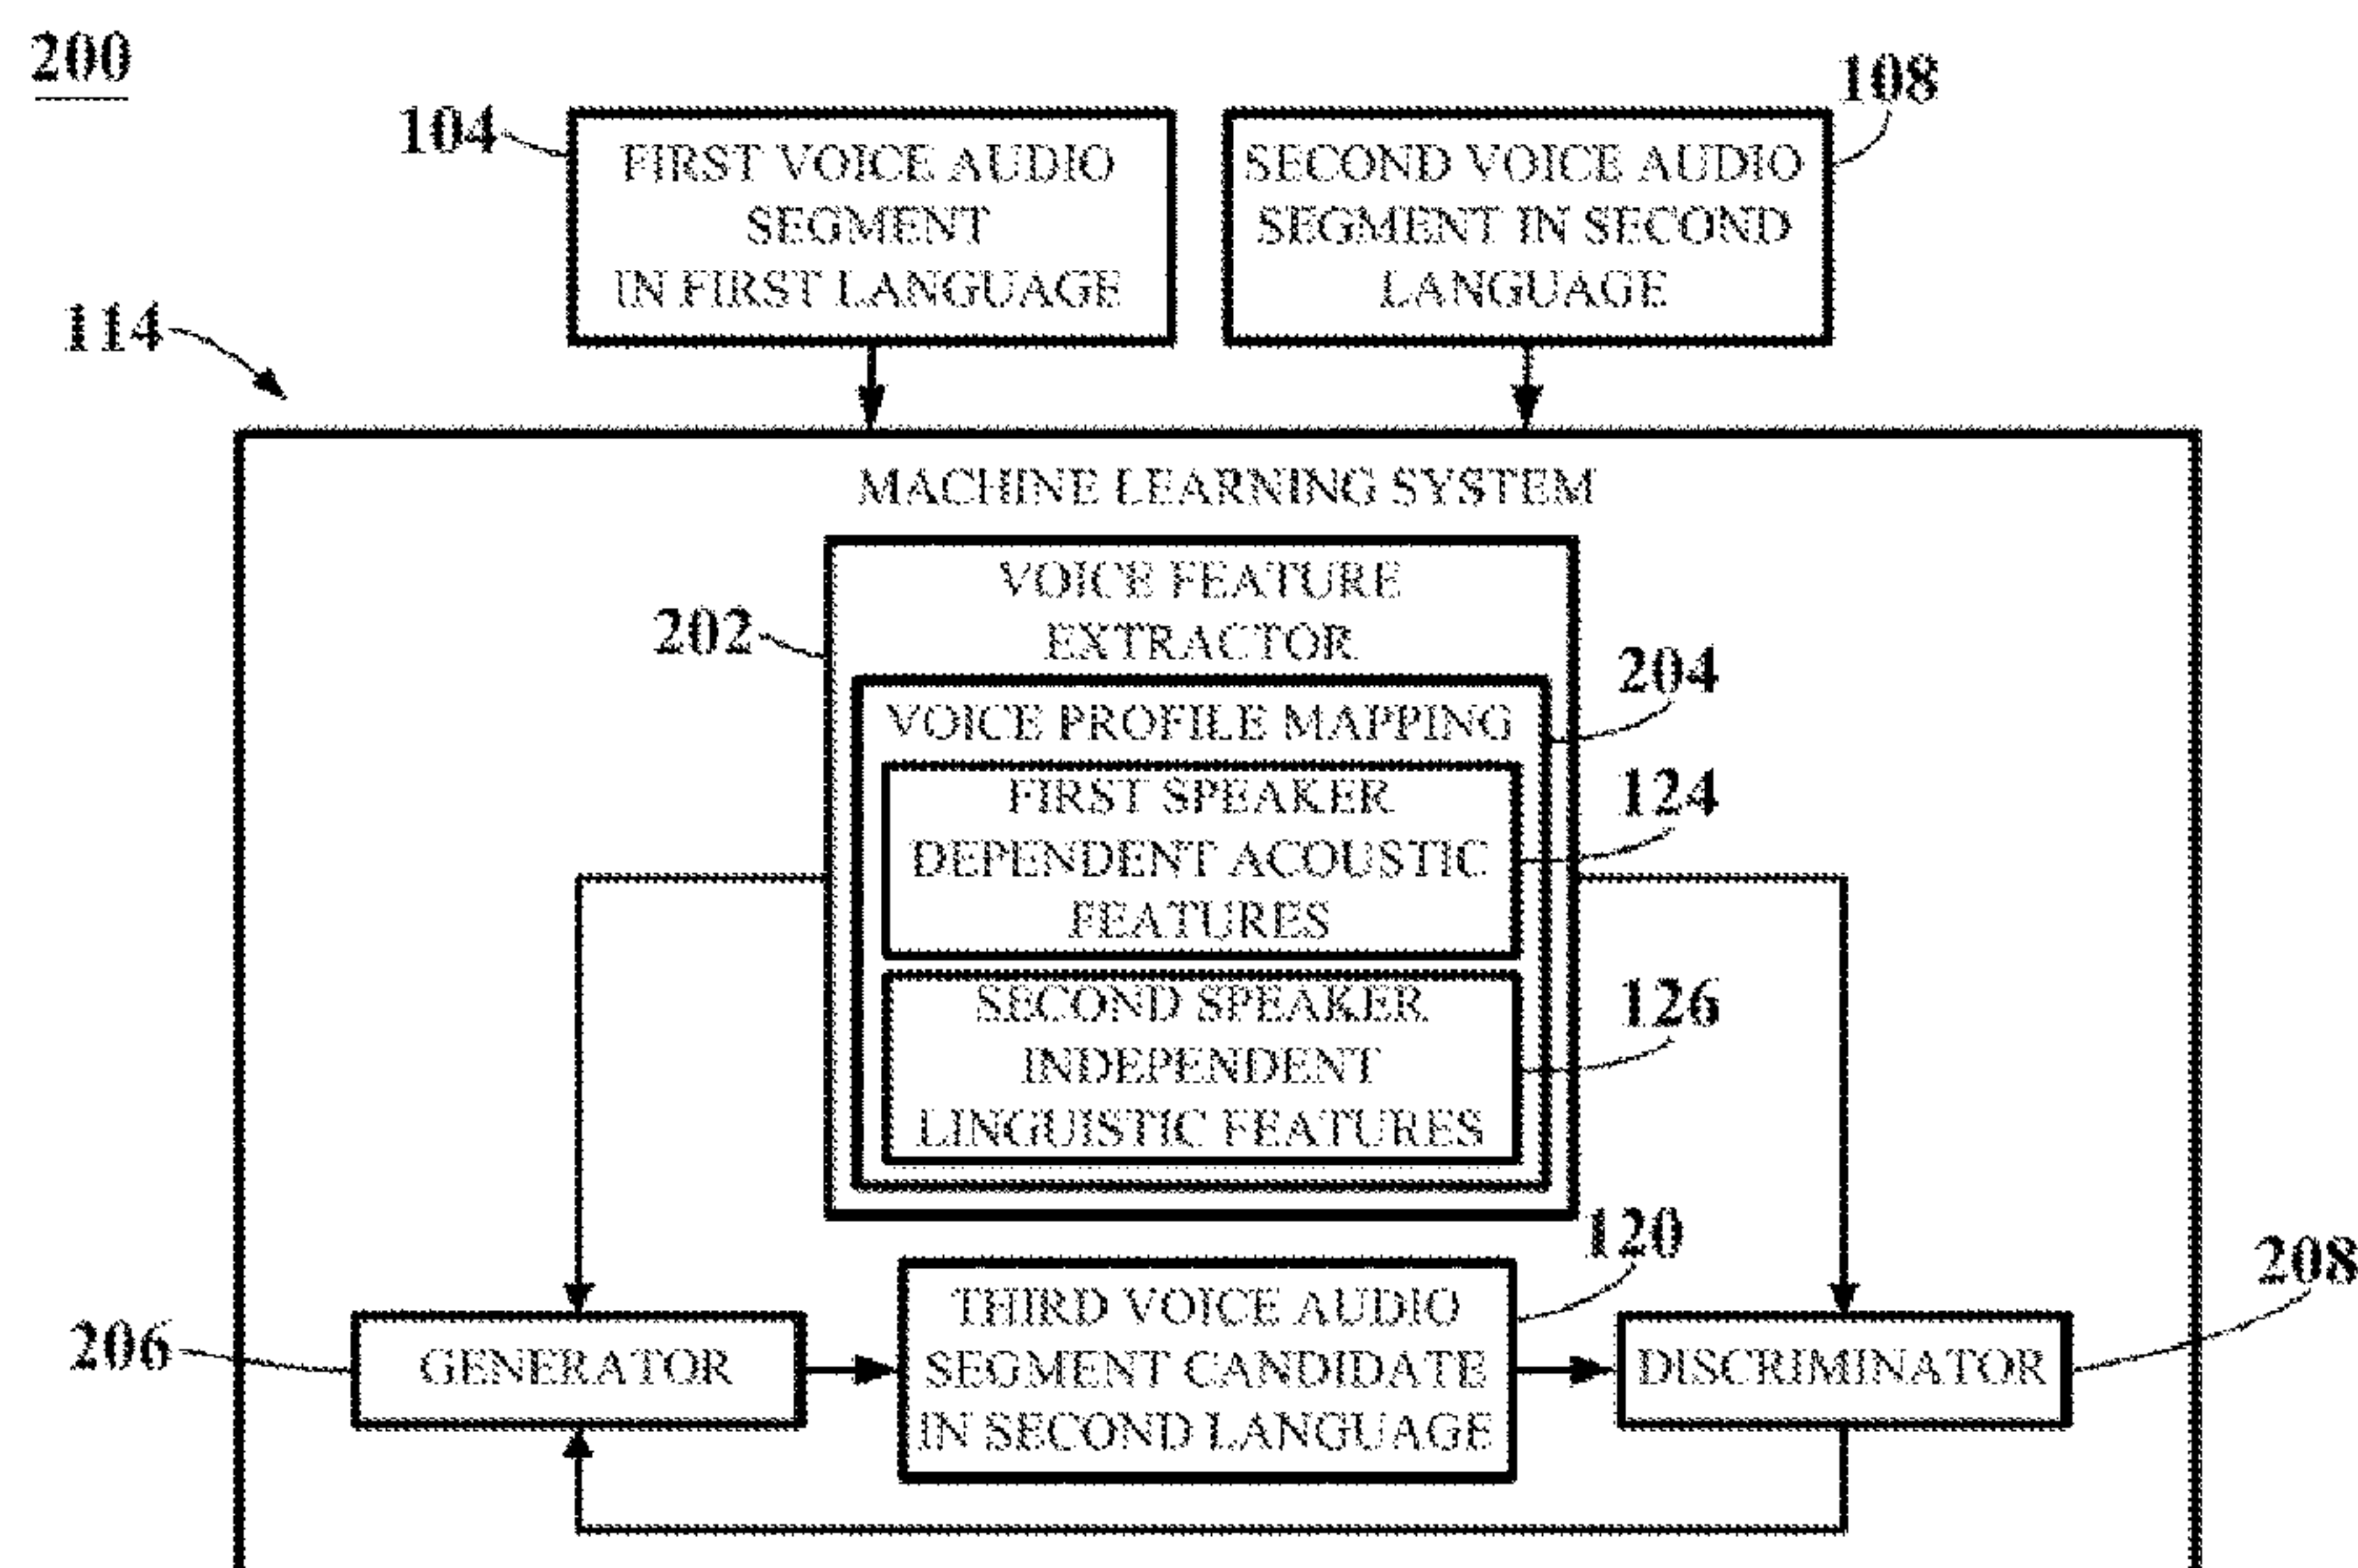 200
108
104
FIRST VOICE AUDIO
SEGMENT
IN FIRST LANGUAGE
SECOND VOICE AUDIO
SEGMENT IN SECOND
LANGUAGE
114
MACHINE LEARNING SYSTEM
VOICE FEATURE
EXTRACTOR
202
204
VOICE PROFILE MAPPING
124
FIRST SPEAKER
DEPENDENT ACOUSTIC
FEATURES
126
SECOND SPEAKER
INDEPENDENT
LINGUISTIC FEATURES
120
208
206
GENERATOR
THIRD VOICE AUDIO
SEGMENT CANDIDATE
IN SECOND LANGUAGE
DISCRIMINATOR